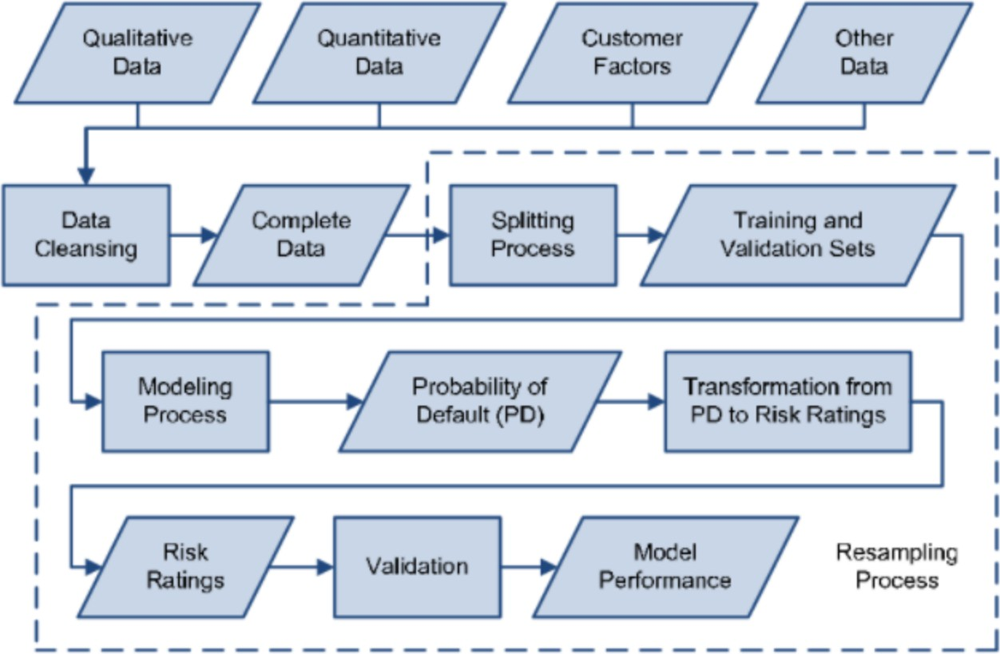 Qualitative
Data
Quantitative
Data
Customer
Factors
Other
Data
Data
Cleansing
Complete
Data
Splitting
Process
Training and
Validation Sets
Modeling
Process
Probability of
Default (PD)
Transformation from
PD to Risk Ratings
Risk
Ratings
Validation
Model
Performance
Resampling
Process